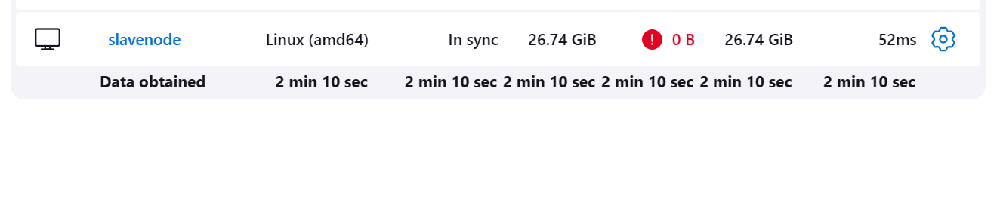 slavenode Linux (amd64) In sync 26.74 GiB 0 B 26.74 GiB 52ms
Data obtained 2 min 10 sec 2 min 10 sec 2 min 10 sec 2 min 10 sec 2 min 10 sec 2 min 10 sec